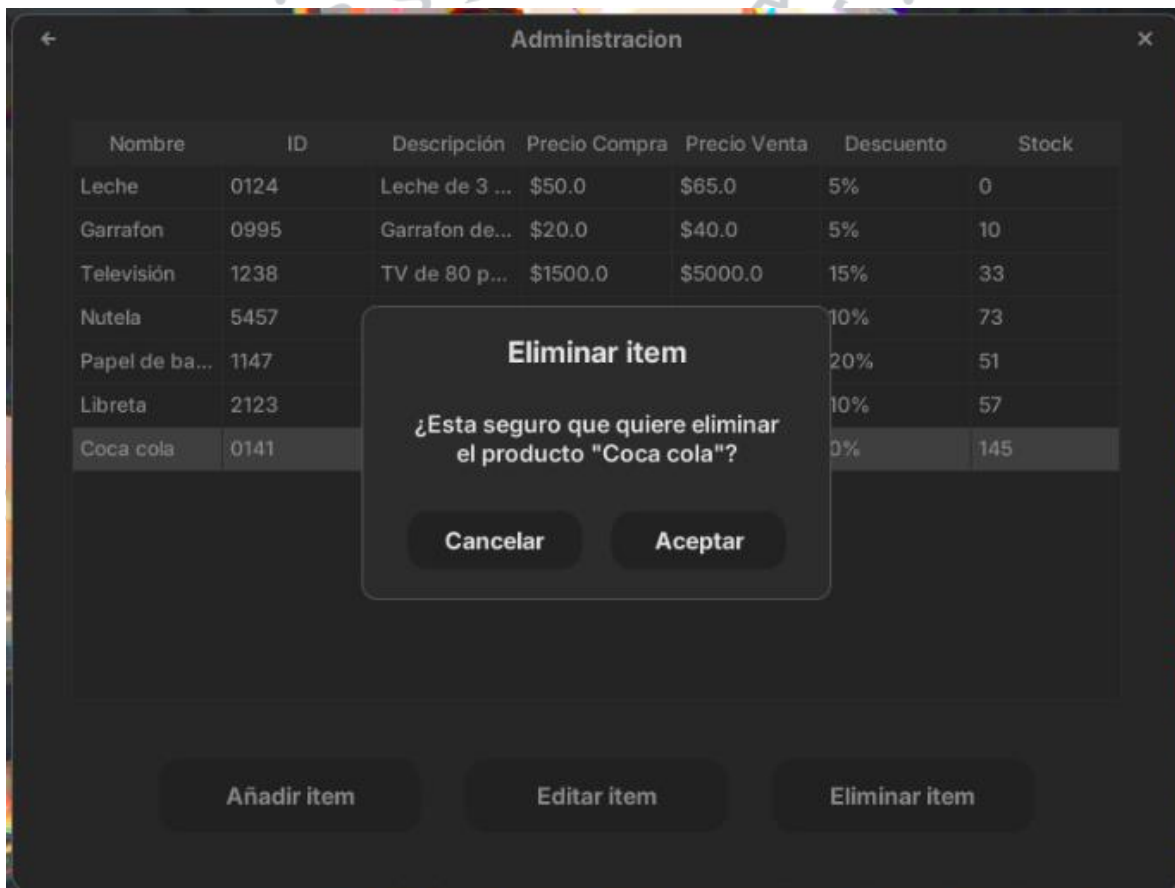 Administracion
Nombre ID Descripción Precio Compra Precio Venta Descuento Stock
Leche 0124 Leche de 3 ... $50.0 $65.0 5% 0
Garrafon 0995 Garrafon de... $20.0 $40.0 5% 10
Televisión 1238 TV de 80 p... $1500.0 $5000.0 15% 33
Nutela 5457 10% 73
Papel de ba... 1147 20% 51
Libreta 2123 10% 57
Coca cola 0141 0% 145
Eliminar item
¿Esta seguro que quiere eliminar
el producto "Coca cola"?
Cancelar Aceptar
Añadir item Editar item Eliminar item